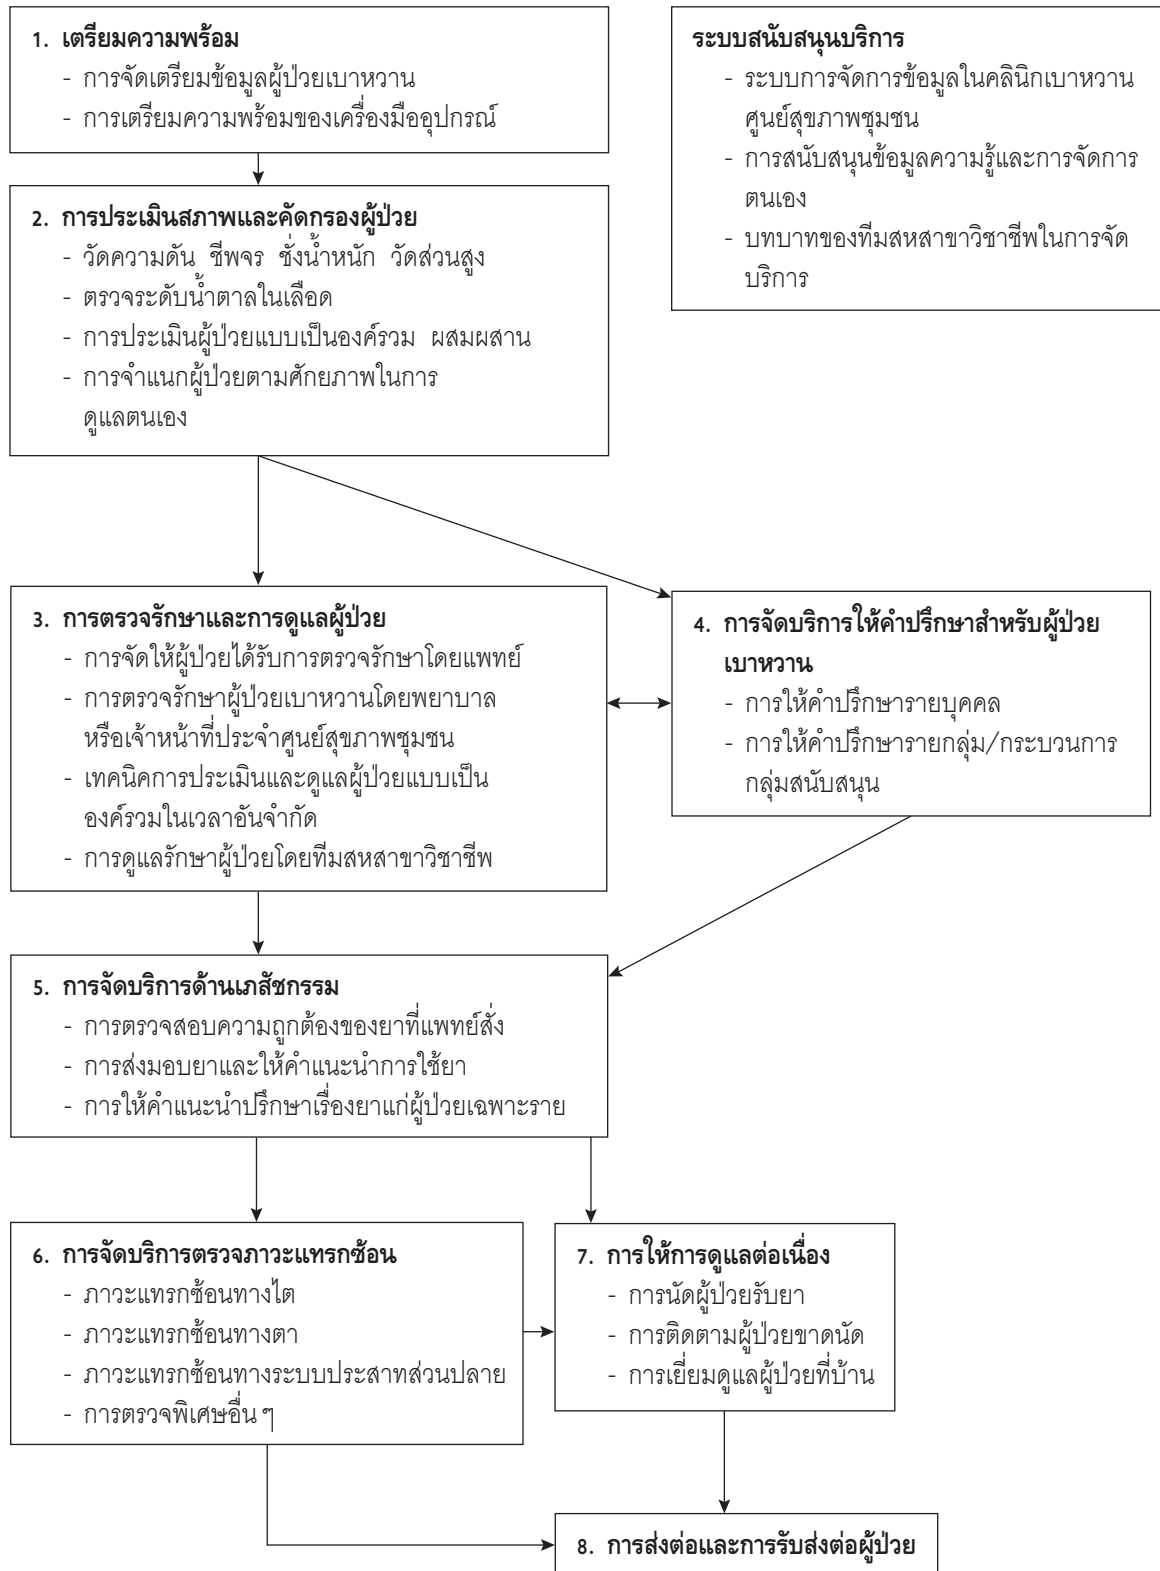 1. เตรียมความพร้อม
- การจัดเตรียมข้อมูลผู้ป่วยเบาหวาน
- การเตรียมความพร้อมของเครื่องมืออุปกรณ์
ระบบสนับสนุนบริการ
- ระบบการจัดการข้อมูลในคลินิกเบาหวาน
ศูนย์สุขภาพชุมชน
- การสนับสนุนข้อมูลความรู้และการจัดการ
ตนเอง
- บทบาทของทีมสหสาขาวิชาชีพในการจัด
บริการ
2. การประเมินสภาพและคัดกรองผู้ป่วย
- วัดความดัน ชีพจร ชั่งน้ำหนัก วัดส่วนสูง
- ตรวจระดับน้ำตาลในเลือด
- การประเมินผู้ป่วยแบบเป็นองค์รวม ผสมผสาน
- การจำแนกผู้ป่วยตามศักยภาพในการ
ดูแลตนเอง
3. การตรวจรักษาและการดูแลผู้ป่วย
- การจัดให้ผู้ป่วยได้รับการตรวจรักษาโดยแพทย์
- การตรวจรักษาผู้ป่วยเบาหวานโดยพยาบาล
หรือเจ้าหน้าที่ประจำศูนย์สุขภาพชุมชน
- เทคนิคการประเมินและดูแลผู้ป่วยแบบเป็น
องค์รวมในเวลาอันจำกัด
- การดูแลรักษาผู้ป่วยโดยทีมสหสาขาวิชาชีพ
4. การจัดบริการให้คำปรึกษาสำหรับผู้ป่วย
เบาหวาน
- การให้คำปรึกษารายบุคคล
- การให้คำปรึกษารายกลุ่ม/กระบวนการ
กลุ่มสนับสนุน
5. การจัดบริการด้านเภสัชกรรม
- การตรวจสอบความถูกต้องของยาที่แพทย์สั่ง
- การส่งมอบยาและให้คำแนะนำการใช้ยา
- การให้คำแนะนำปรึกษาเรื่องยาแก่ผู้ป่วยเฉพาะราย
6. การจัดบริการตรวจภาวะแทรกซ้อน
- ภาวะแทรกซ้อนทางไต
- ภาวะแทรกซ้อนทางตา
- ภาวะแทรกซ้อนทางระบบประสาทส่วนปลาย
- การตรวจพิเศษอื่นๆ
7. การให้การดูแลต่อเนื่อง
- การนัดผู้ป่วยรับยา
- การติดตามผู้ป่วยขาดนัด
- การเยี่ยมดูแลผู้ป่วยที่บ้าน
8. การส่งต่อและการรับส่งต่อผู้ป่วย